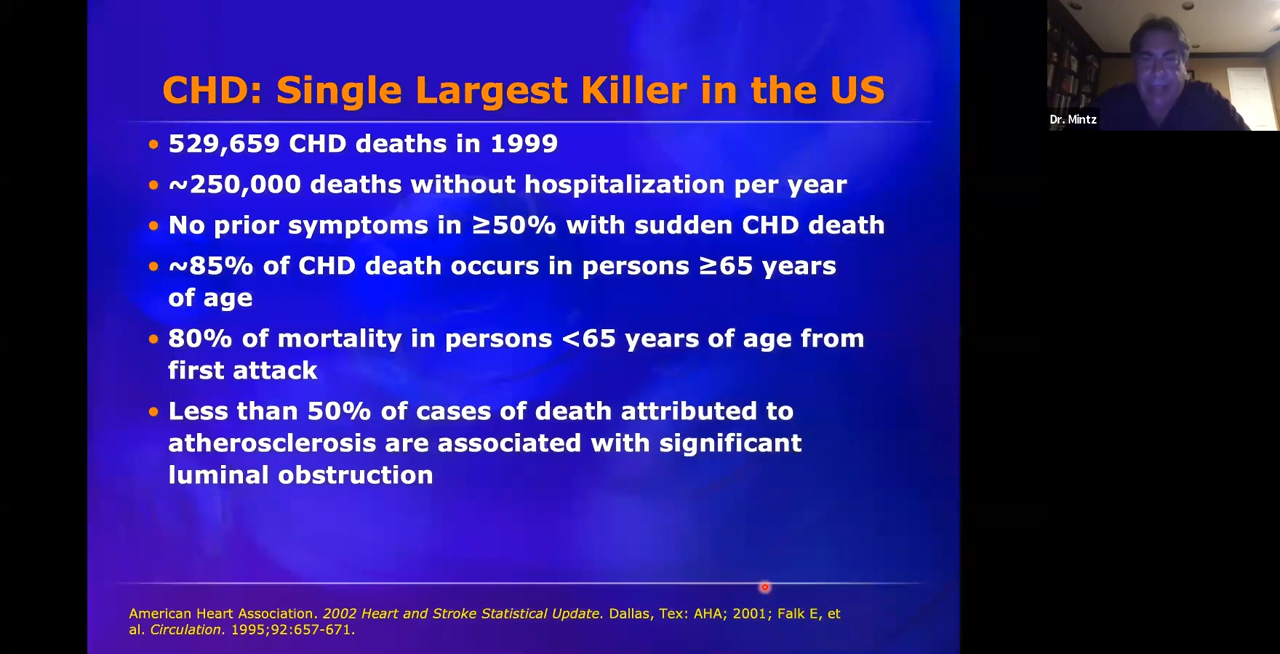 CHD: Single Largest Killer in the US
• 529,659 CHD deaths in 1999
• ~250,000 deaths without hospitalization per year
• No prior symptoms in ≥50% with sudden CHD death
• ~85% of CHD death occurs in persons ≥65 years
of age
• 80% of mortality in persons <65 years of age from
first attack
• Less than 50% of cases of death attributed to
atherosclerosis are associated with significant
luminal obstruction
American Heart Association. 2002 Heart and Stroke Statistical Update. Dallas, Tex: AHA; 2001; Falk E, et
al. Circulation. 1995;92:657-671.
Dr. Mintz